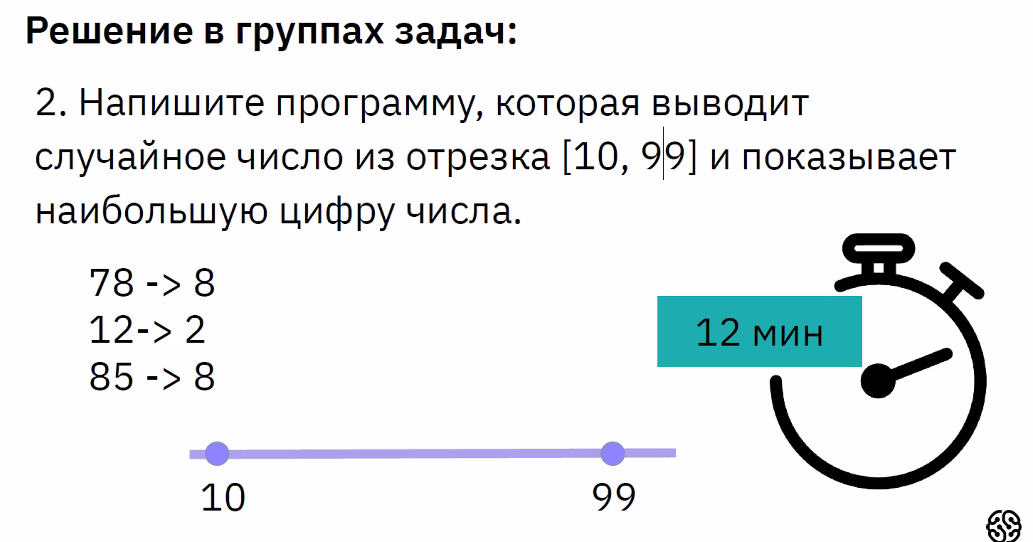 Решение в группах задач:
2. Напишите программу, которая выводит
случайное число из отрезка [10, 99] и показывает
наибольшую цифру числа.
78 -> 8
12-> 2
85 -> 8
12 мин
10
99